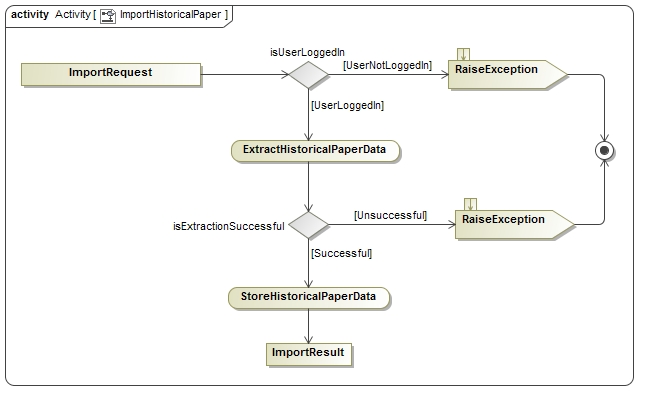 activity Activity [ ImportHistoricalPaper ]
isUserLoggedIn
ImportRequest
[UserNotLoggedIn]
RaiseException
[UserLoggedIn]
ExtractHistoricalPaperData
isExtractionSuccessful
[Unsuccessful]
RaiseException
[Successful]
StoreHistoricalPaperData
ImportResult